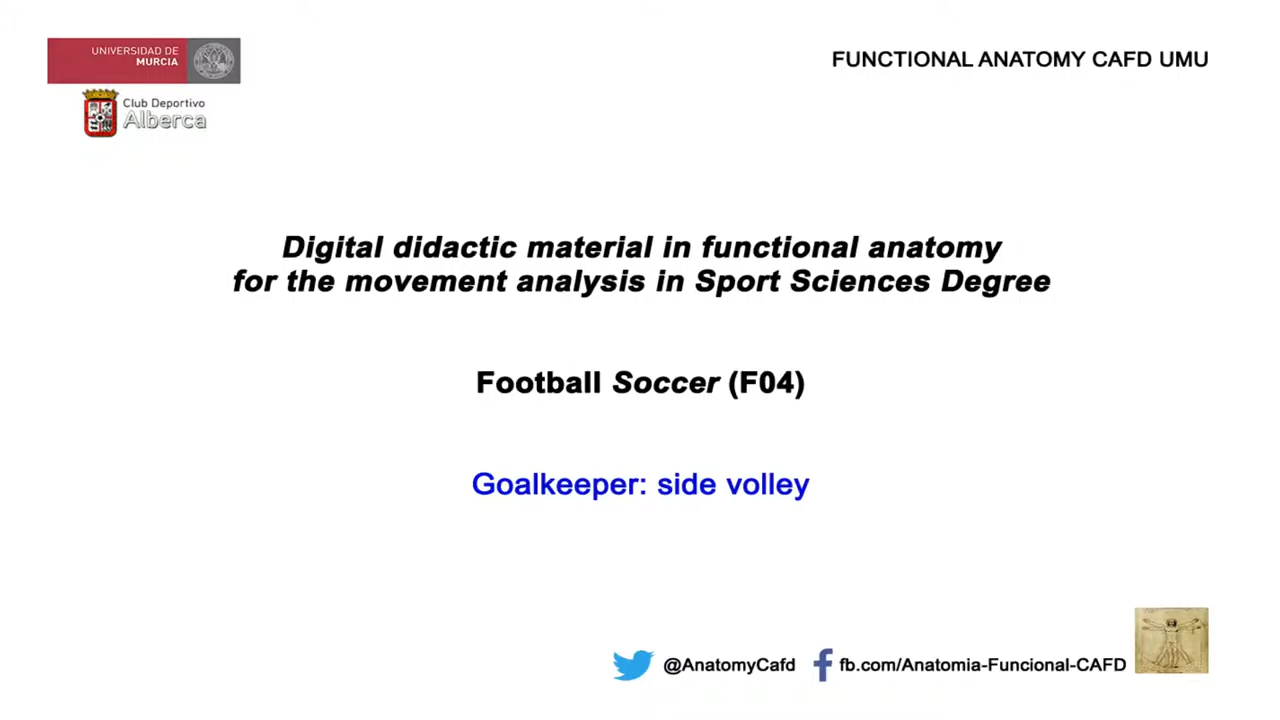 UNIVERSIDAD DE
MURCIA
Club Deportivo
Alberca
FUNCTIONAL ANATOMY CAFD UMU
Digital didactic material in functional anatomy
for the movement analysis in Sport Sciences Degree
Football Soccer (F04)
Goalkeeper: side volley
@AnatomyCafd
fb.com/Anatomia-Funcional-CAFD